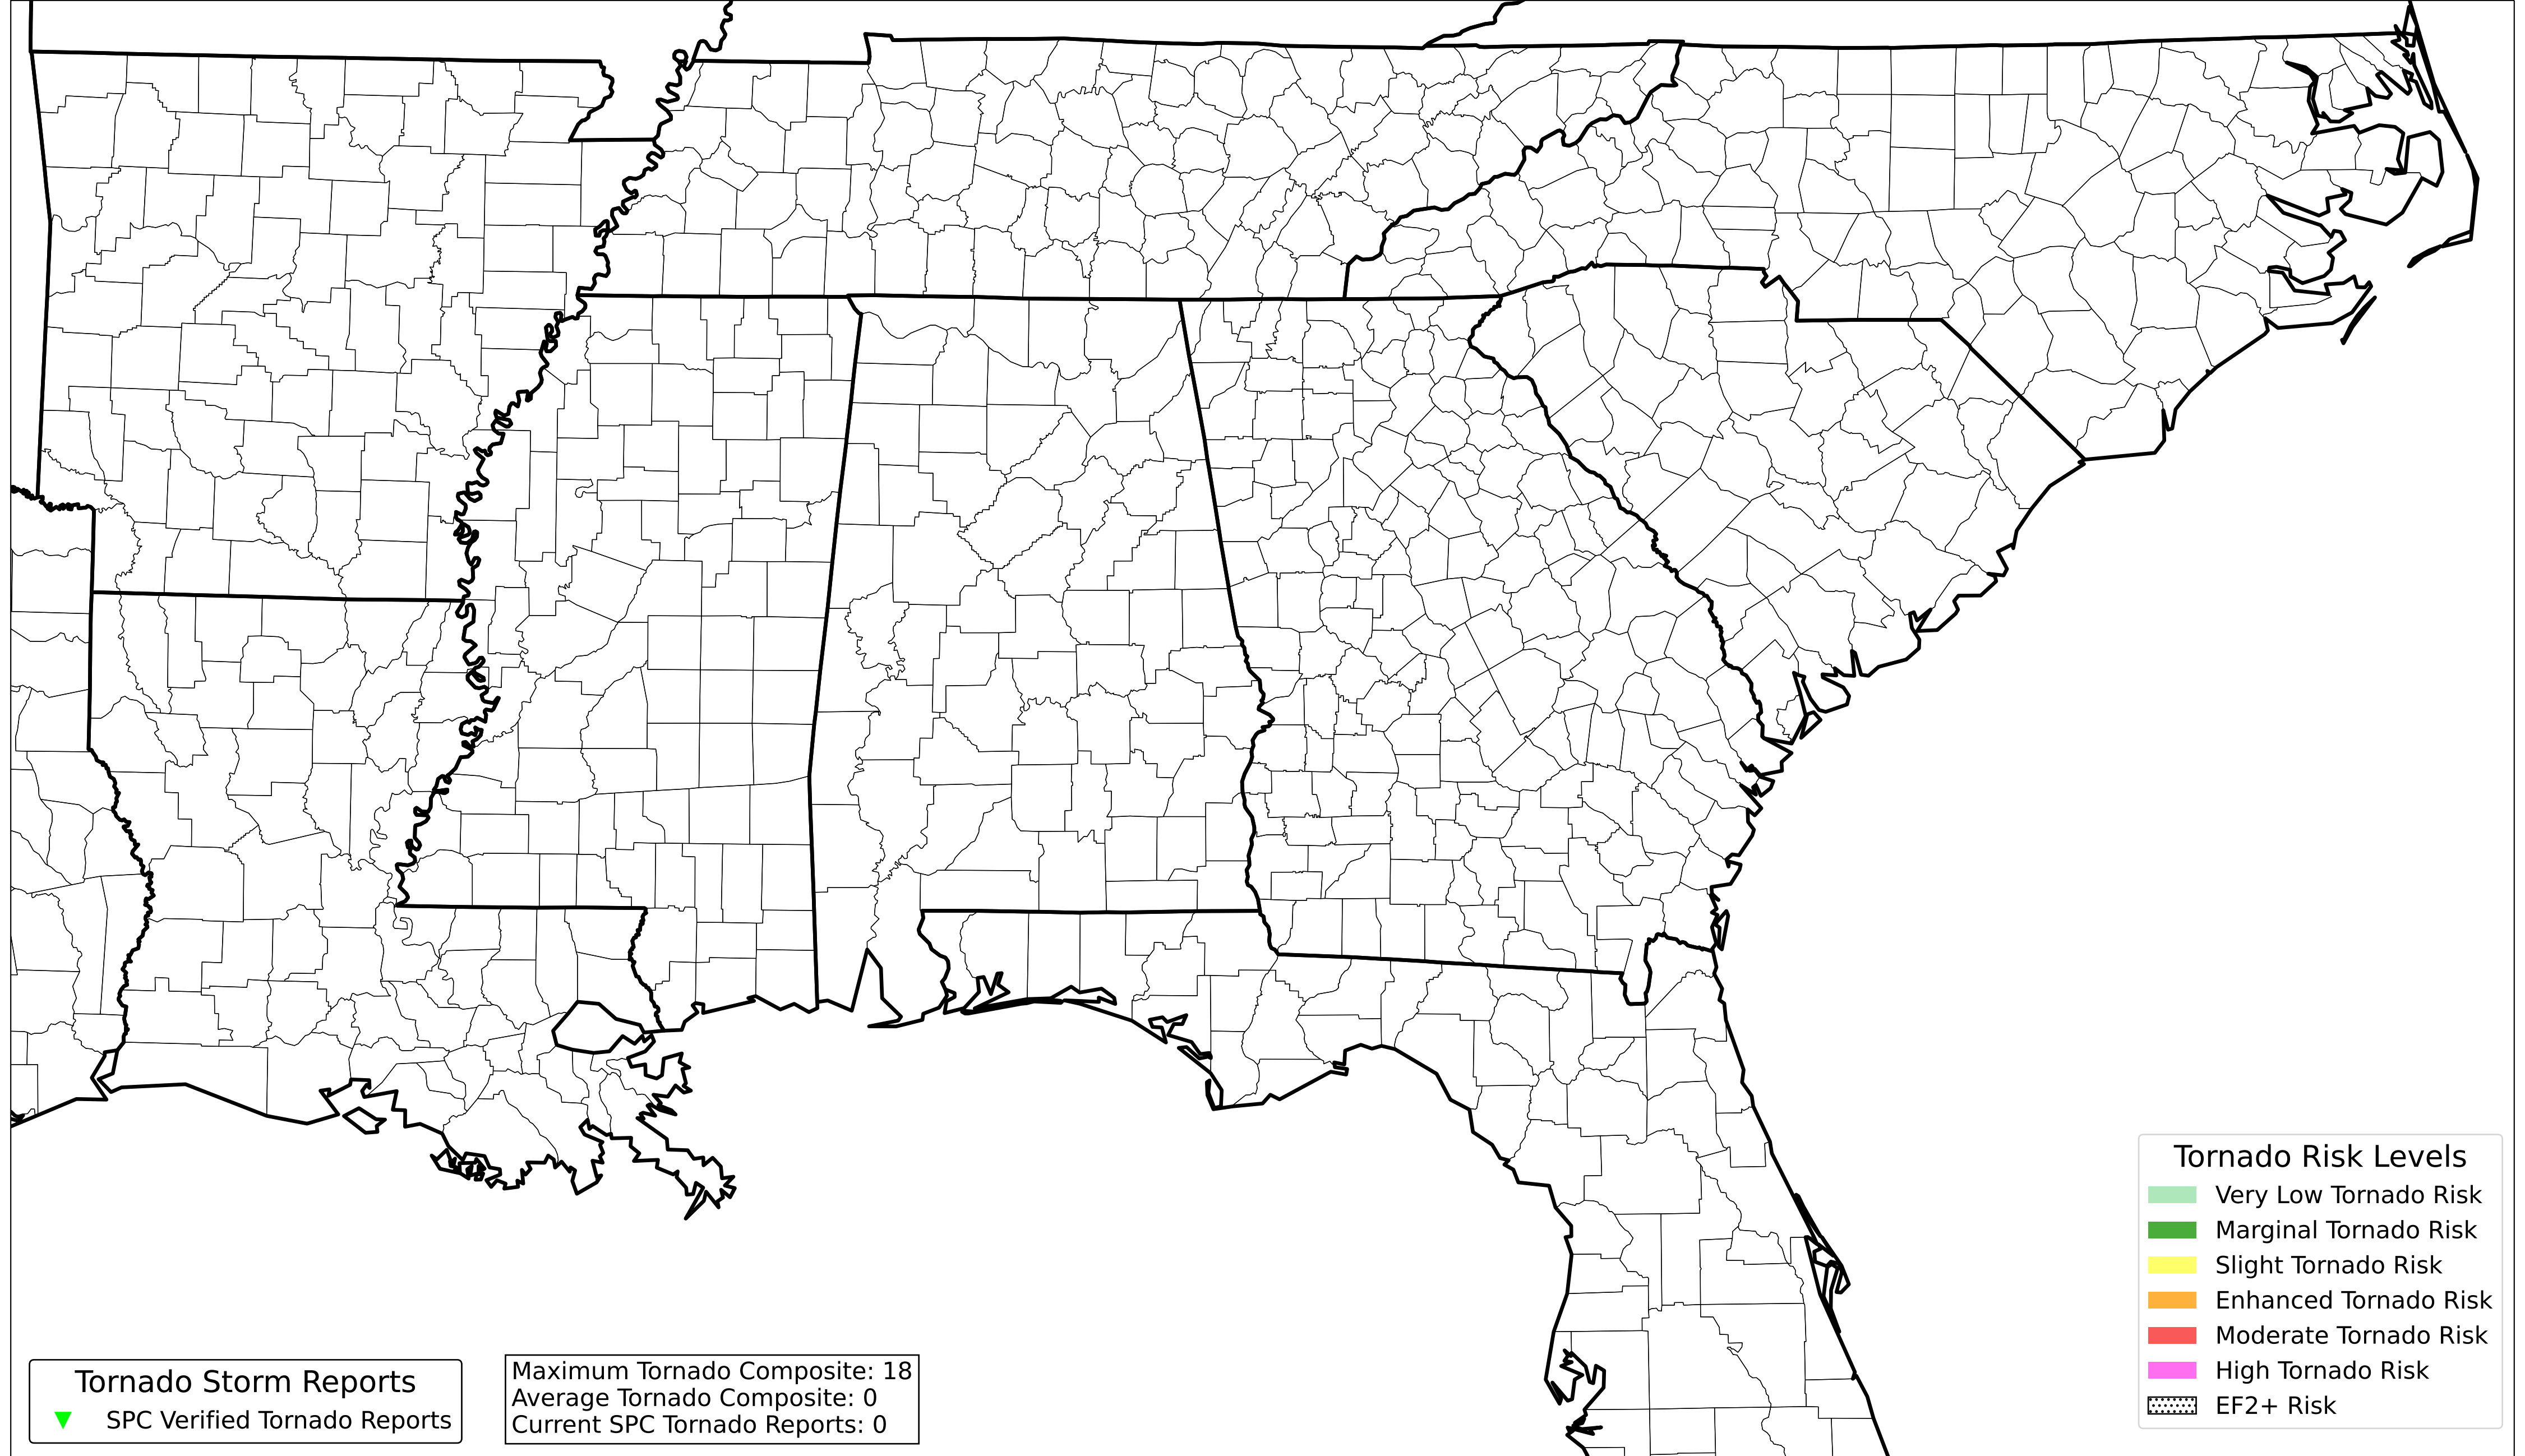 Tornado Risk Levels
Very Low Tornado Risk
Marginal Tornado Risk
Slight Tornado Risk
Enhanced Tornado Risk
Moderate Tornado Risk
High Tornado Risk
EF2+ Risk
Tornado Storm Reports
SPC Verified Tornado Reports
Maximum Tornado Composite: 18
Average Tornado Composite: 0
Current SPC Tornado Reports: 0